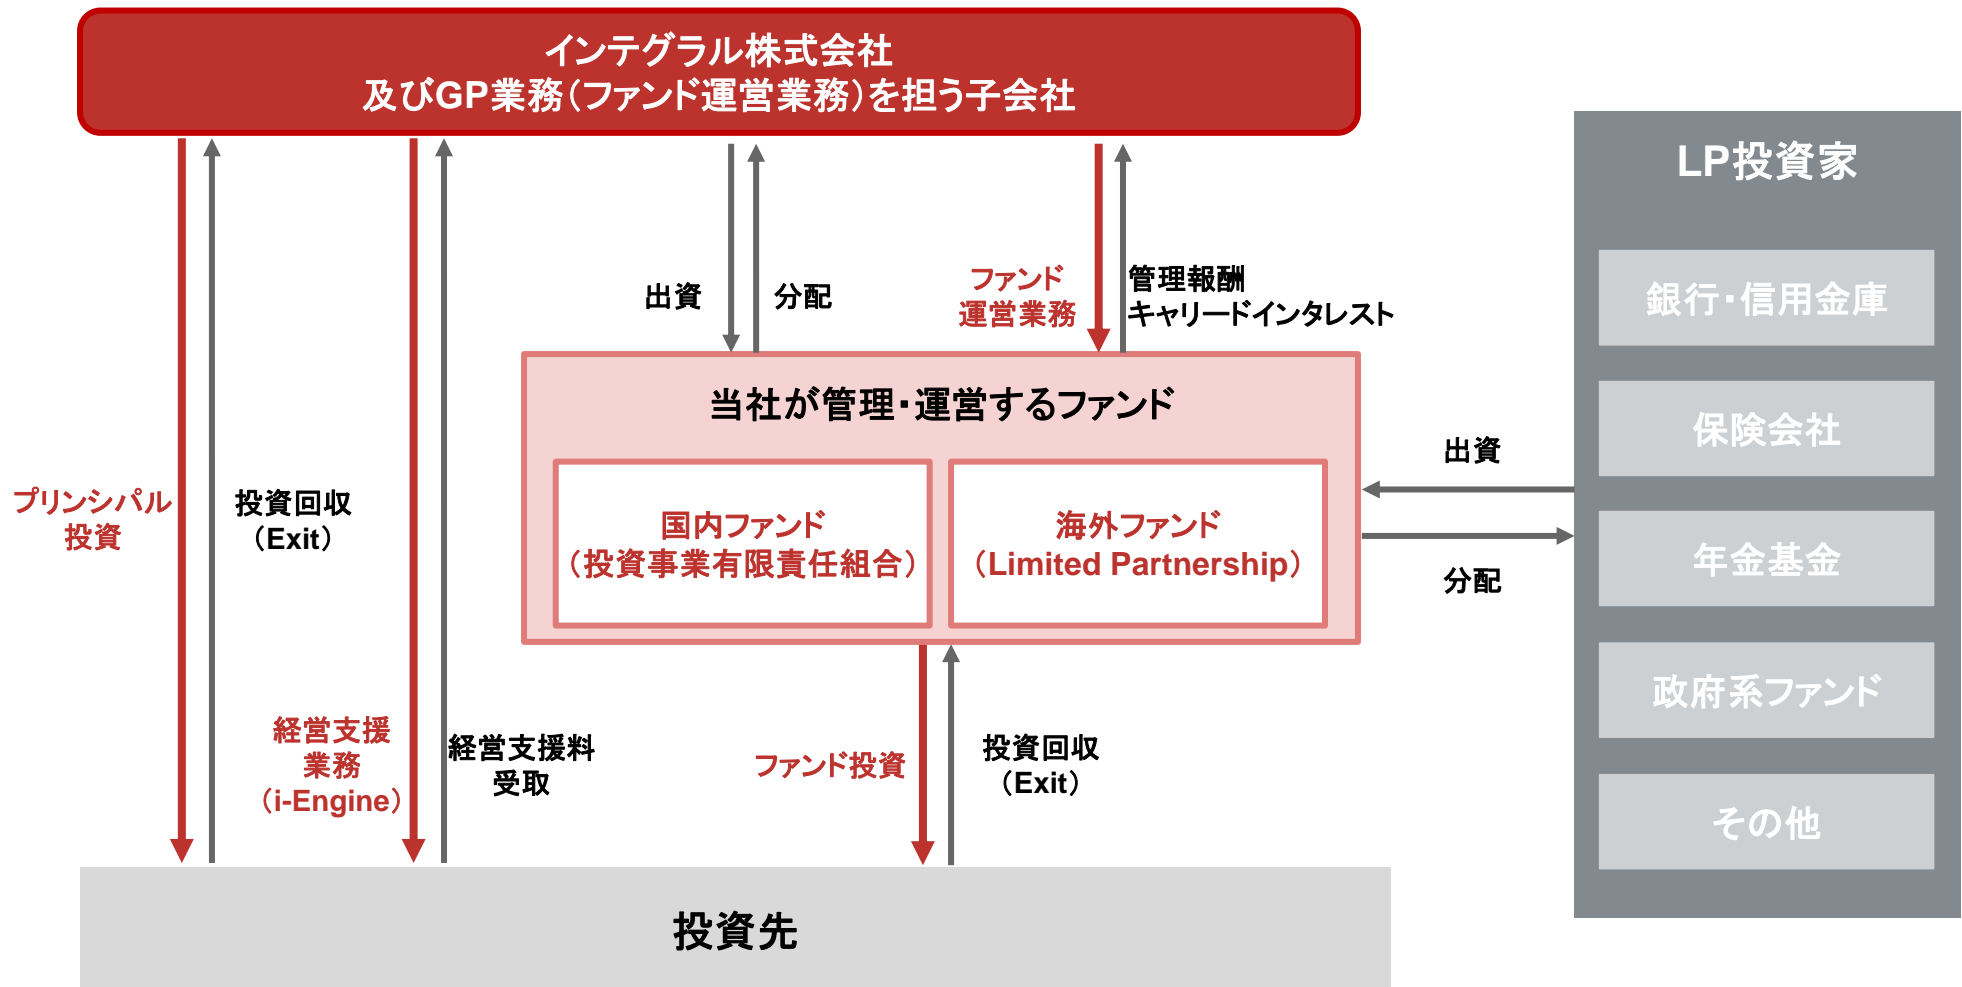 インテグラル株式会社
及びGP業務（ファンド運営業務）を担う子会社
LP投資家
銀行・信用金庫
保険会社
年金基金
政府系ファンド
その他
出資
分配
ファンド
運営業務
管理報酬
キャリードインタレスト
当社が管理・運営するファンド
国内ファンド
（投資事業有限責任組合）
海外ファンド
（Limited Partnership）
出資
分配
プリンシパル
投資
投資回収
（Exit）
経営支援
業務
（i-Engine）
経営支援料
受取
ファンド投資
投資回収
（Exit）
投資先